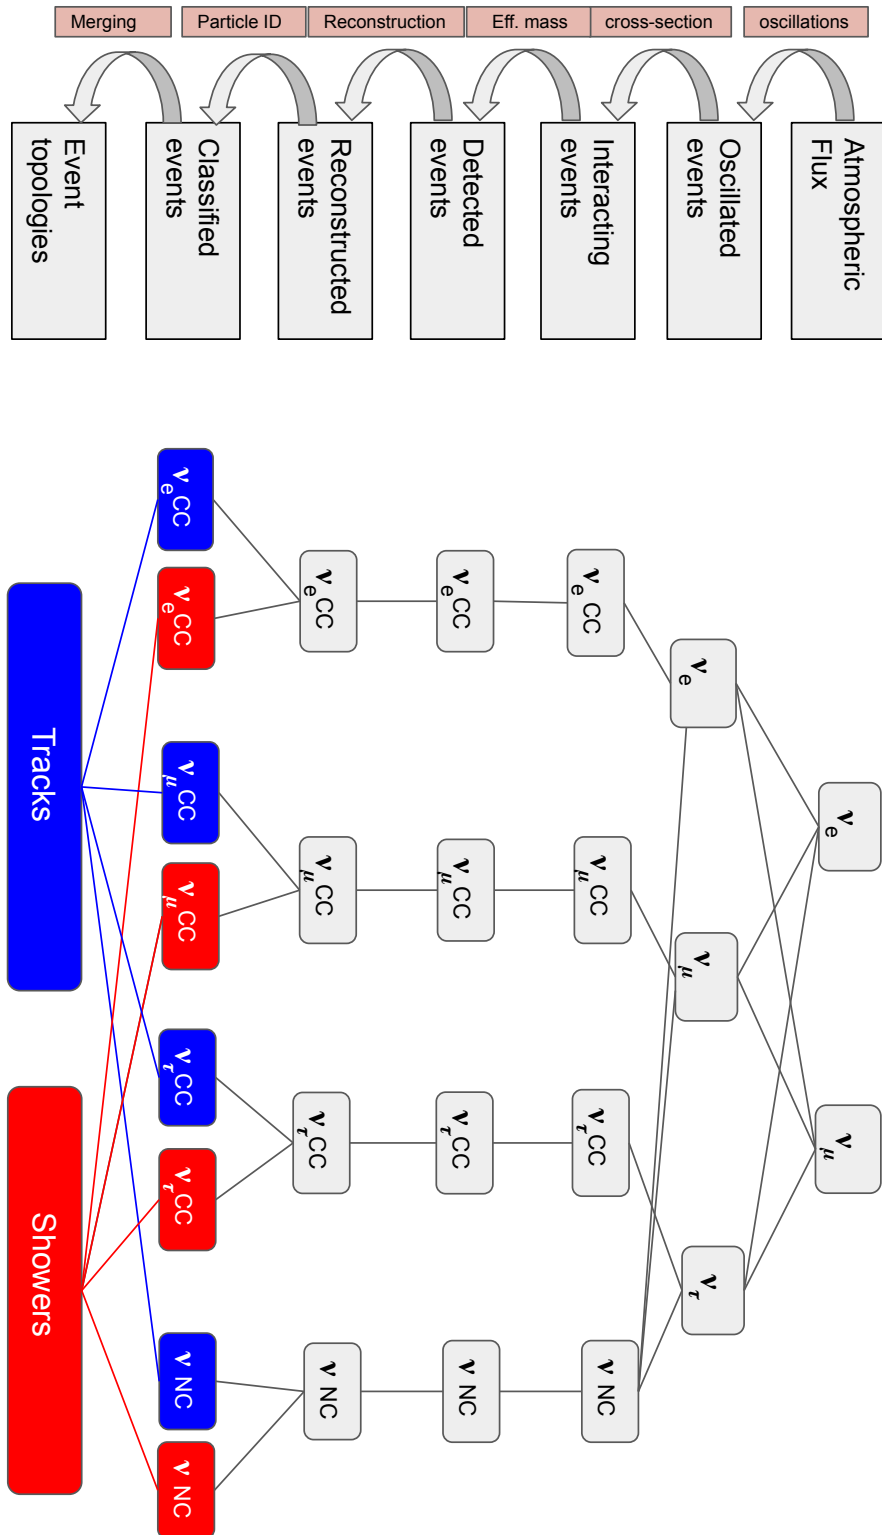 Merging
Particle ID
Reconstruction
Eff. mass
cross-section
oscillations
Atmospheric
Flux
Oscillated
events
Interacting
events
Detected
events
Reconstructed
events
Classified
events
Event
topologies
νe
νμ
νe
νμ
ντ
νe CC
νμ CC
ντ CC
ν NC
νe CC
νμ CC
ντ CC
ν NC
νe CC
νμ CC
ντ CC
ν NC
νe CC
νe CC
νμ CC
νμ CC
ντ CC
ντ CC
ν NC
ν NC
Tracks
Showers